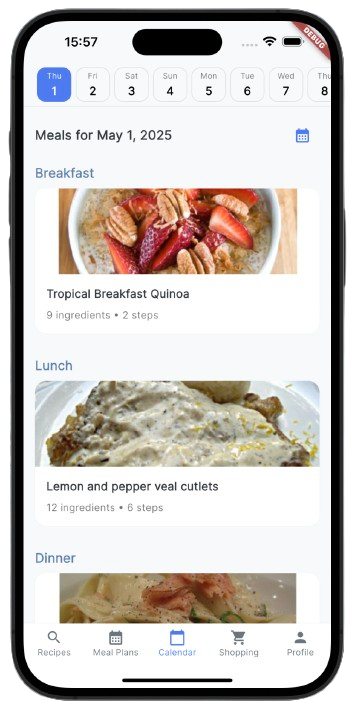 15:57
DEBUG
Thu Fri Sat Sun Mon Tue Wed Thu
1 2 3 4 5 6 7 8
Meals for May 1, 2025
Breakfast
Tropical Breakfast Quinoa
9 ingredients • 2 steps
Lunch
Lemon and pepper veal cutlets
12 ingredients • 6 steps
Dinner
Recipes Meal Plans Calendar Shopping Profile